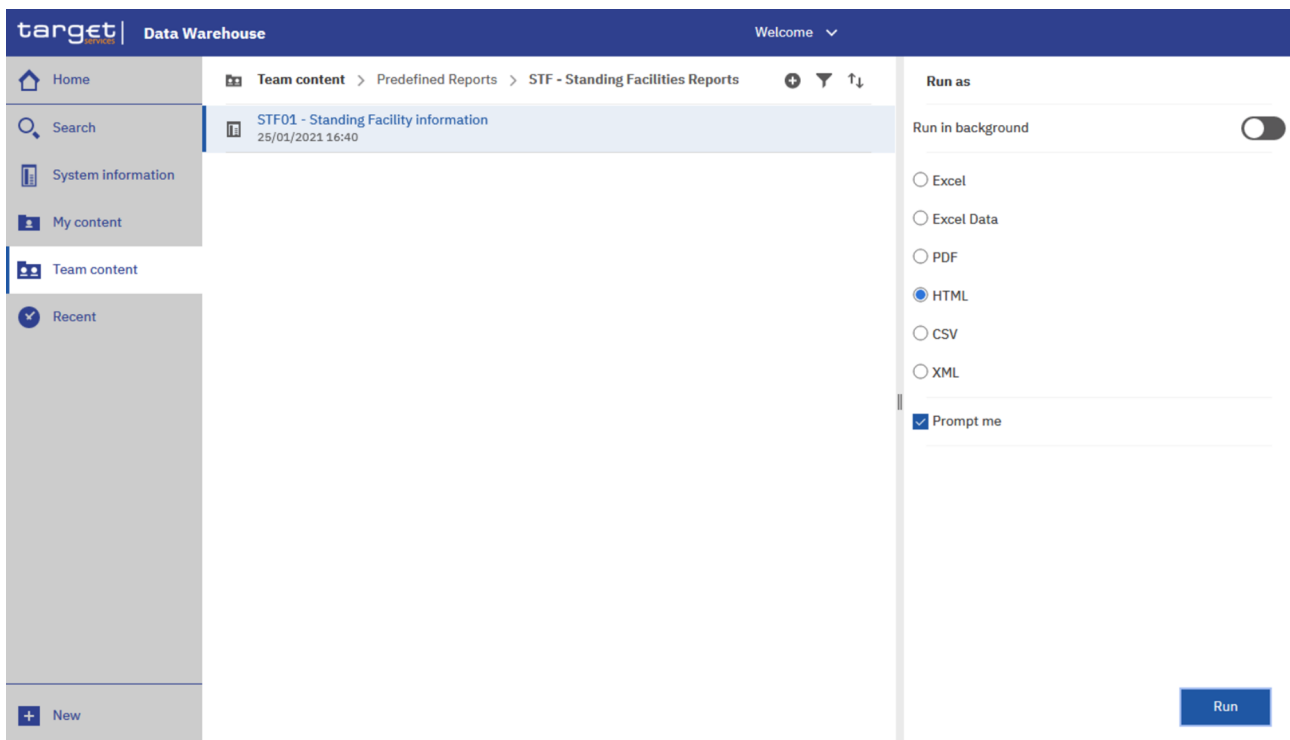 target| Data Warehouse Welcome
services
Home
Search
System information
My content
Team content
Recent
New
Team content > Predefined Reports > STF - Standing Facilities Reports
STF01 - Standing Facility information
25/01/2021 16:40
Run as
Run in background
Excel
Excel Data
PDF
HTML
CSV
XML
Prompt me
Run